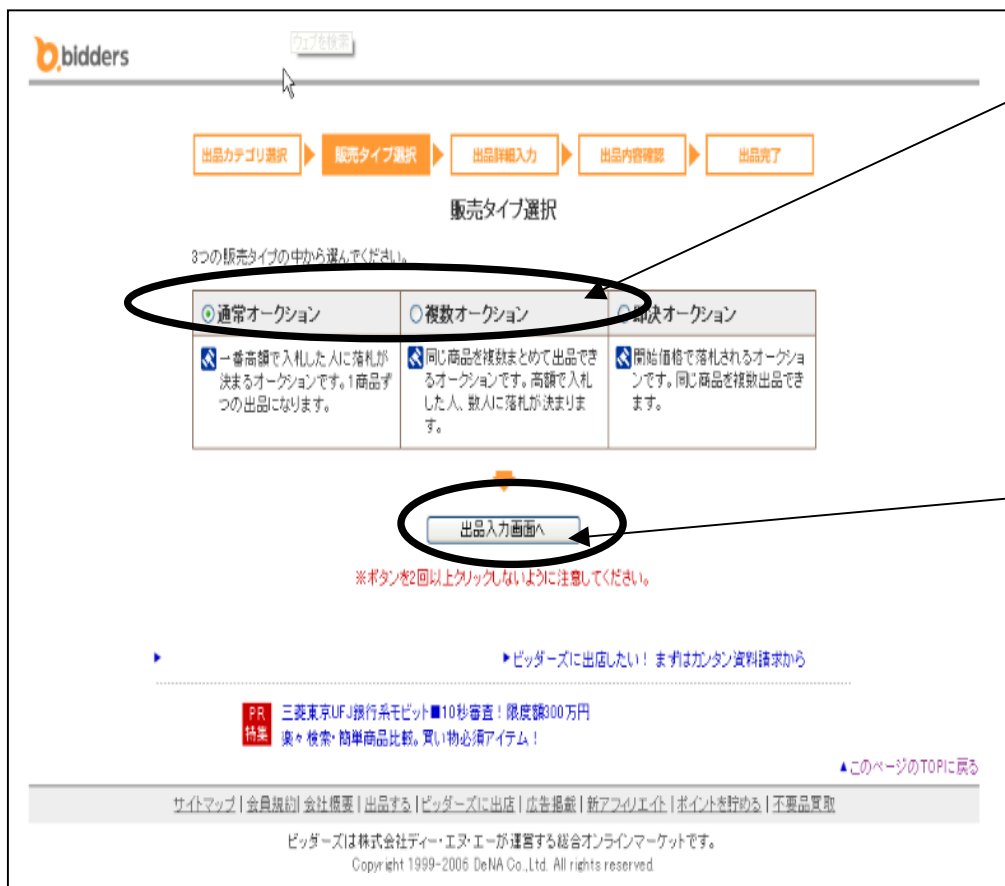 bidders
ウェブを検索
出品カテゴリ選択 販売タイプ選択 出品詳細入力 出品内容確認 出品完了
販売タイプ選択
3つの販売タイプの中から選んでください。
通常オークション 複数オークション 即決オークション
一番高額で入札した人に落札が
決まるオークションです。1商品ず
つの出品になります。
同じ商品を複数まとめて出品でき
るオークションです。高額で入札
した人、数人に落札が決まりま
す。
開始価格で落札されるオークショ
ンです。同じ商品を複数出品でき
ます。
出品入力画面へ
※ボタンを2回以上クリックしないように注意してください。
ビッダーズに出店したい! まずはカンタン資料請求から
PR
特集
三菱東京UFJ銀行系モビット■10秒審査!限度額300万円
楽々検索・簡単商品比較。買い物必須アイテム!
▲このページのTOPに戻る
サイトマップ | 会員規約 | 会社概要 | 出品する | ビッダーズに出店 | 広告掲載 | 新アフィリエイト | ポイントを貯める | 不要品買取
ビッダーズは株式会社ディー・エヌ・エーが運営する総合オンラインマーケットです。
Copyright 1999-2006 DeNA Co.,Ltd. All rights reserved.